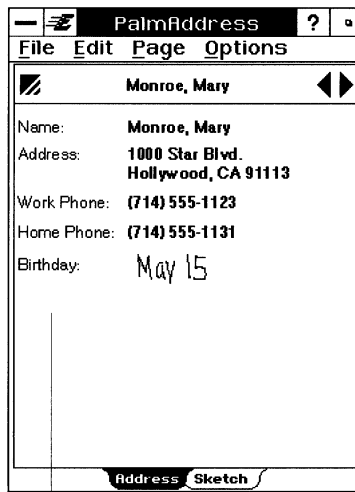 PalmAddress ?
File Edit Page Options
Monroe, Mary
Name: Monroe, Mary
Address: 1000 Star Blvd.
Hollywood, CA 91113
Work Phone: (714) 555-1123
Home Phone: (714) 555-1131
Birthday: May 15
Address Sketch